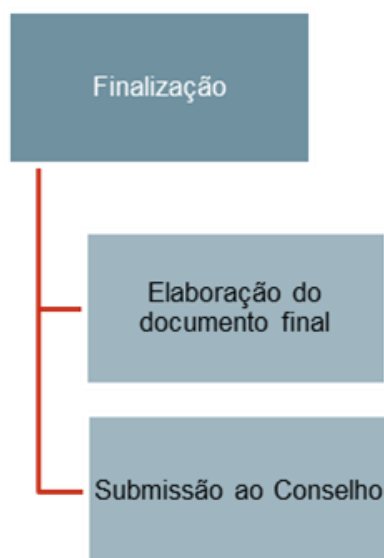 Finalização
Elaboração do
documento final
Submissão ao Conselho